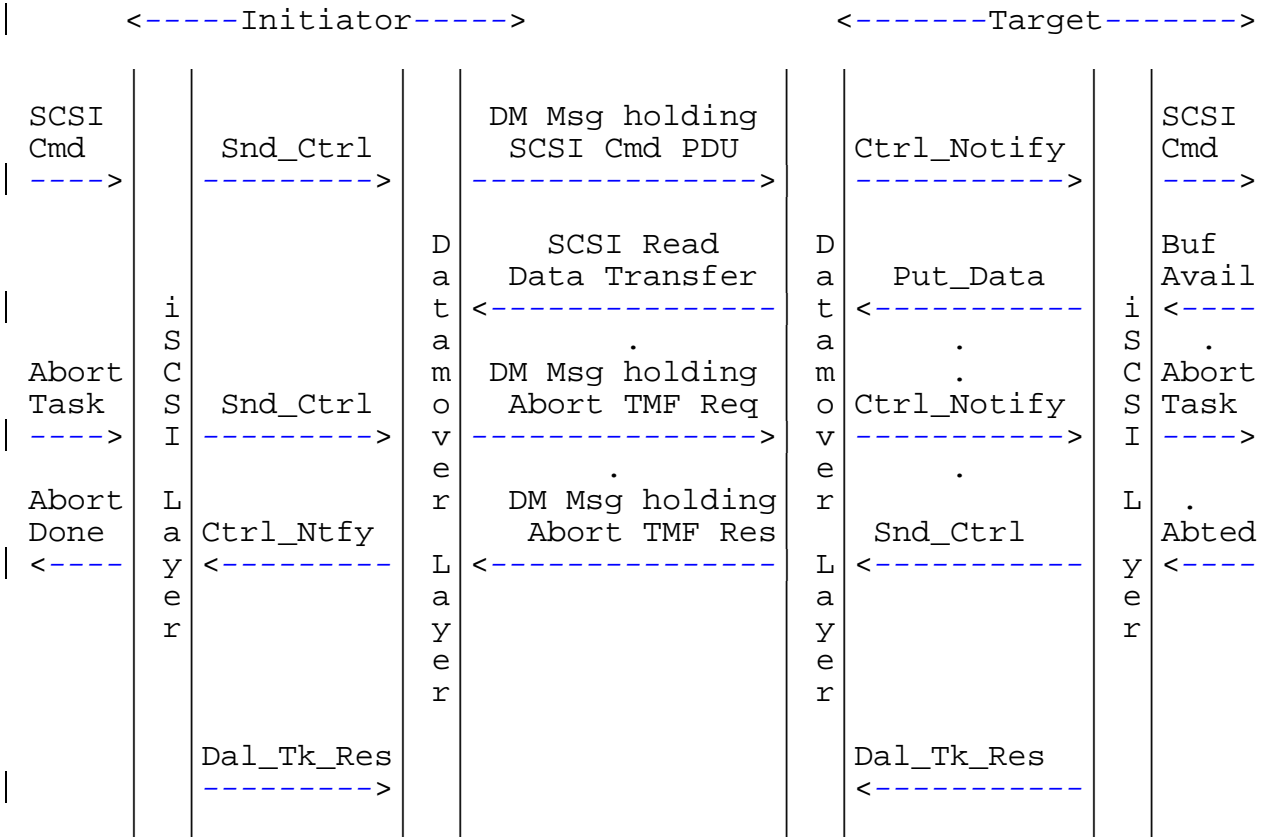 <-----Initiator-----> <-------Target------->
SCSI DM Msg holding SCSI
Cmd Snd_Ctrl SCSI Cmd PDU Ctrl_Notify Cmd
----> ---------> ---------------> -----------> ---->
D SCSI Read D Buf
a Data Transfer a Put_Data Avail
i t <---------------- t <----------- i <----
S a . a . S .
Abort C m DM Msg holding m . C Abort
Task S Snd_Ctrl o Abort TMF Req o Ctrl_Notify S Task
----> I ---------> v ---------------> v -----------> I ---->
e . e .
Abort L r DM Msg holding r L .
Done a Ctrl_Ntfy Abort TMF Res Snd_Ctrl Abted
<---- y <--------- L <---------------- L <----------- y <----
e a a e
r y y r
e e
r r
Dal_Tk_Res Dal_Tk_Res
---------> <-----------